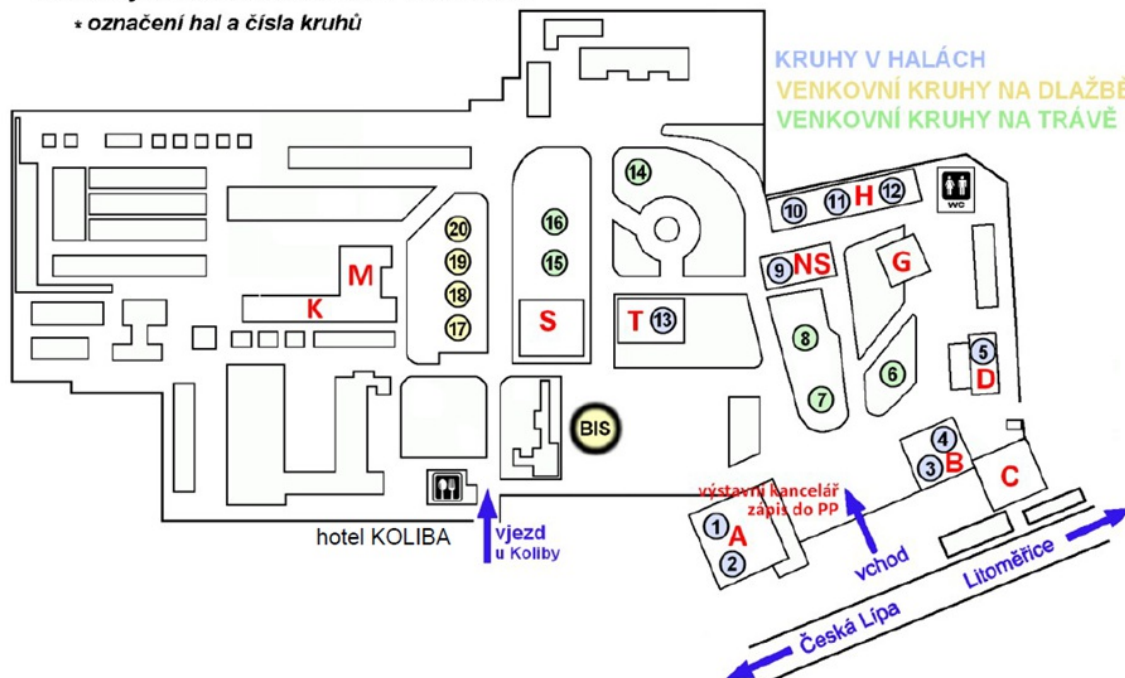 * označení hal a čísla kruhů
KRUHY V HALÁCH
VENKOVNÍ KRUHY NA DLAŽBĚ
VENKOVNÍ KRUHY NA TRÁVĚ
14
12
11
H
10
WC
20
16
19
15
9
NS
G
M
18
K
17
S
T
13
8
5
D
6
7
BIS
4
3
B
C
výstavní kancelář
zápis do PP
1
A
2
hotel KOLIBA
vjezd
u Koliby
vchod
Litoměřice
Česká Lípa